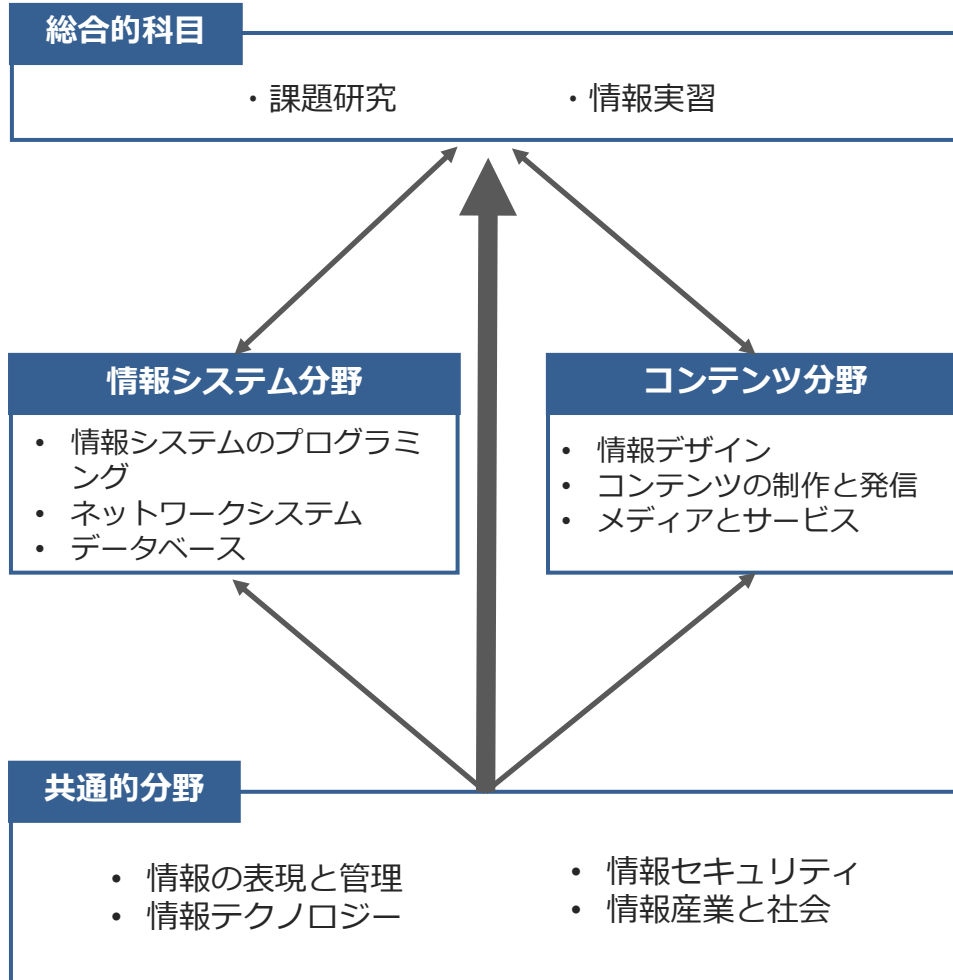 総合的科目
・課題研究
・情報実習
情報システム分野
• 情報システムのプログラミ
ング
• ネットワークシステム
• データベース
コンテンツ分野
• 情報デザイン
• コンテンツの制作と発信
• メディアとサービス
共通的分野
• 情報の表現と管理
• 情報テクノロジー
• 情報セキュリティ
• 情報産業と社会